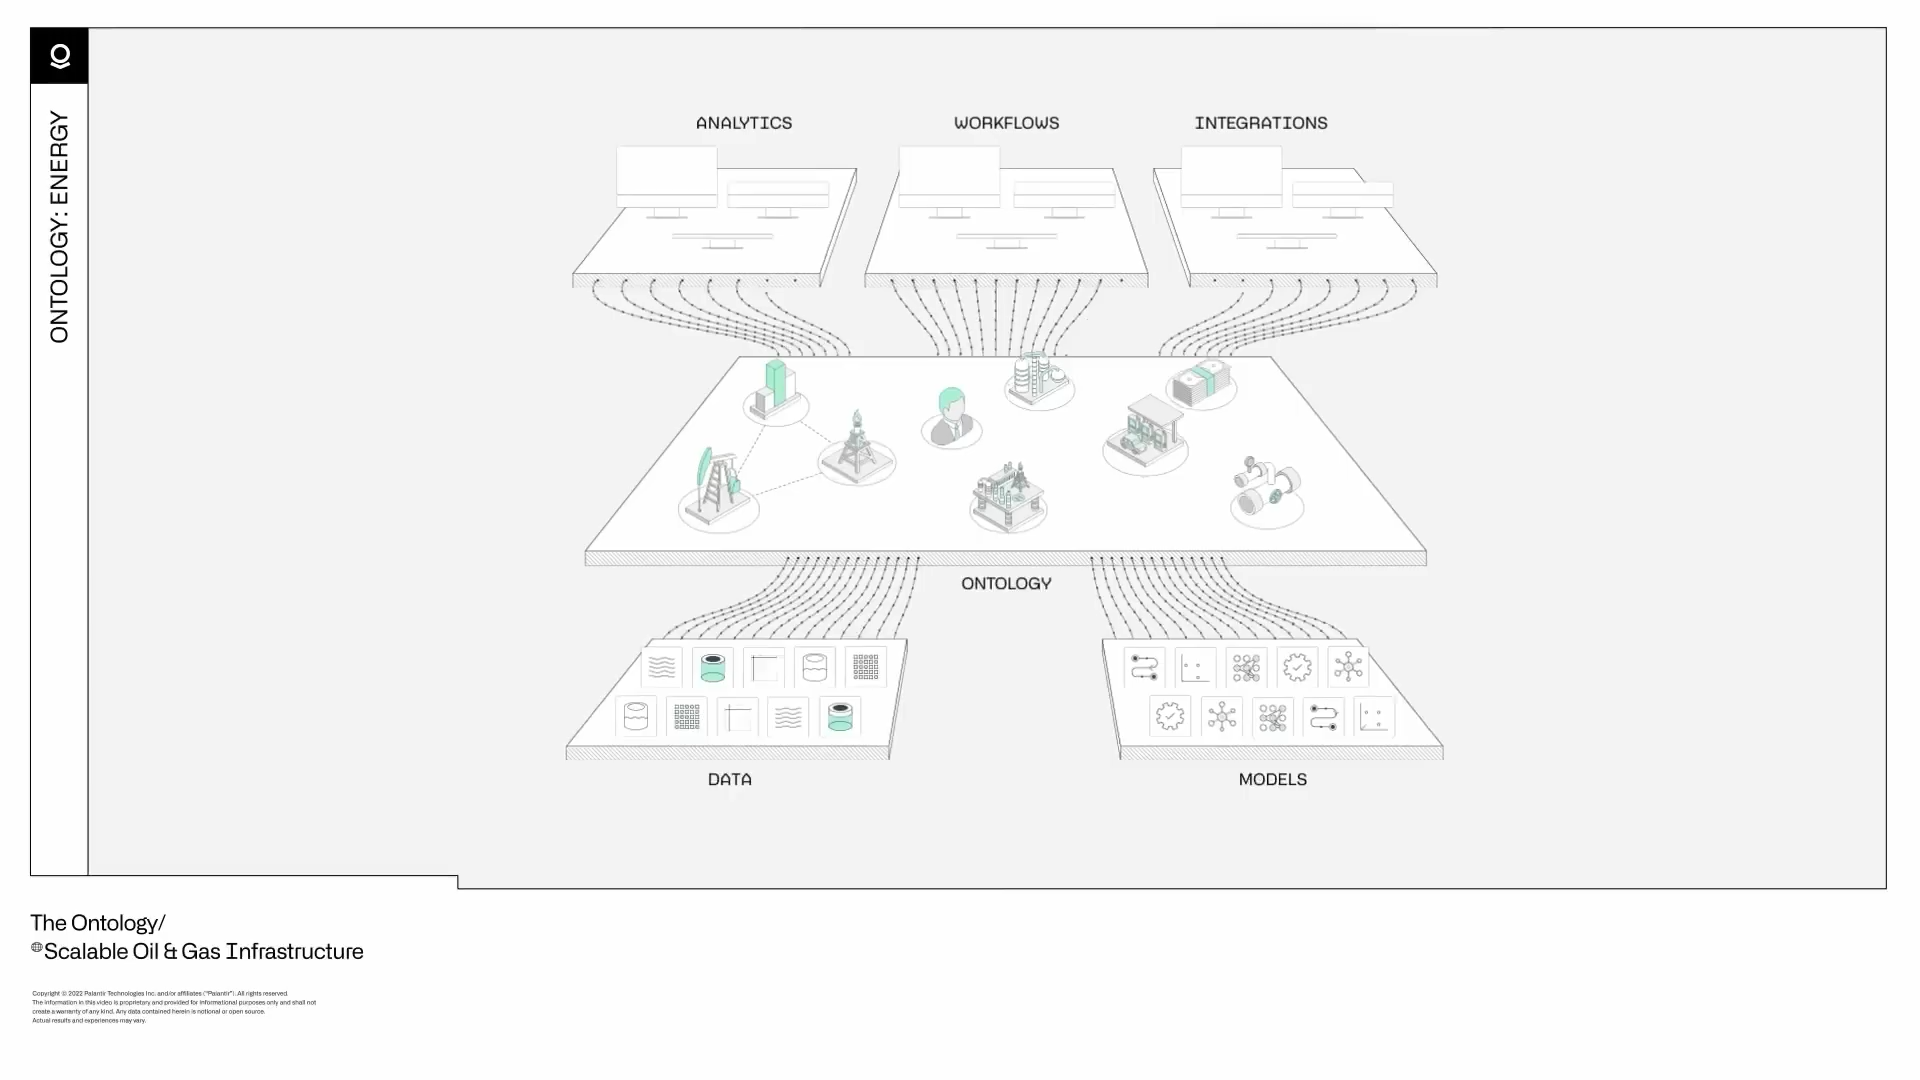 ONTOLOGY: ENERGY
ANALYTICS
WORKFLOWS
INTEGRATIONS
ONTOLOGY
DATA
MODELS
The Ontology/
Scalable Oil & Gas Infrastructure
Copyright © 2022 Palantir Technologies Inc. and/or affiliates ("Palantir"). All rights reserved.
The information in this video is proprietary and provided for informational purposes only and shall not
create a warranty of any kind. Any data contained herein is notional or open source.
Actual results and experiences may vary.